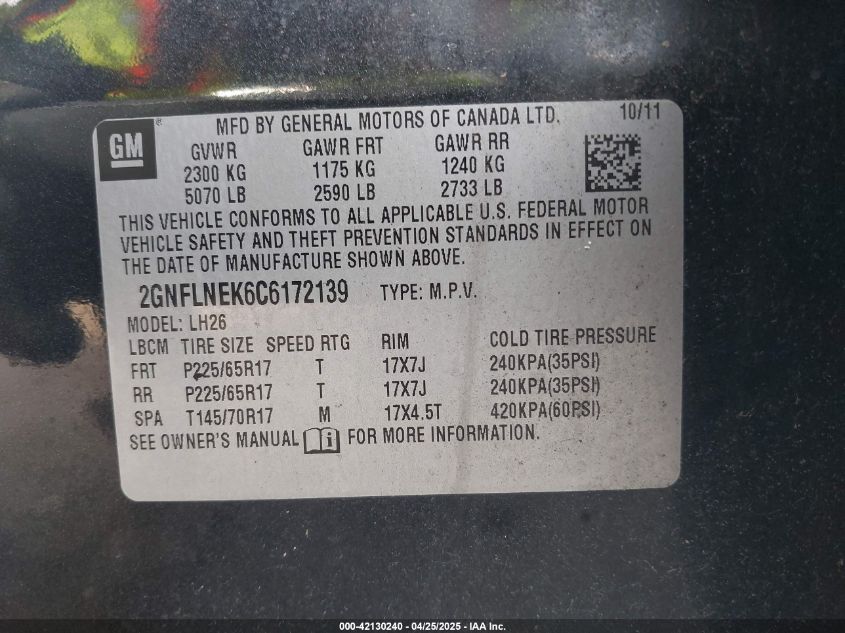 GM
MFD BY GENERAL MOTORS OF CANADA LTD. 10/11
GVWR GAWR FRT GAWR RR
2300 KG 1175 KG 1240 KG
5070 LB 2590 LB 2733 LB
THIS VEHICLE CONFORMS TO ALL APPLICABLE U.S. FEDERAL MOTOR
VEHICLE SAFETY AND THEFT PREVENTION STANDARDS IN EFFECT ON
THE DATE OF MANUFACTURE SHOWN ABOVE.
2GNFLNEK6C6172139 TYPE: M.P.V.
MODEL: LH26
LBCM TIRE SIZE SPEED RTG RIM COLD TIRE PRESSURE
FRT P225/65R17 T 17X7J 240KPA(35PSI)
RR P225/65R17 T 17X7J 240KPA(35PSI)
SPA T145/70R17 M 17X4.5T 420KPA(60PSI)
SEE OWNER'S MANUAL i FOR MORE INFORMATION.
000-42130240 - 04/25/2025 - IAA Inc.